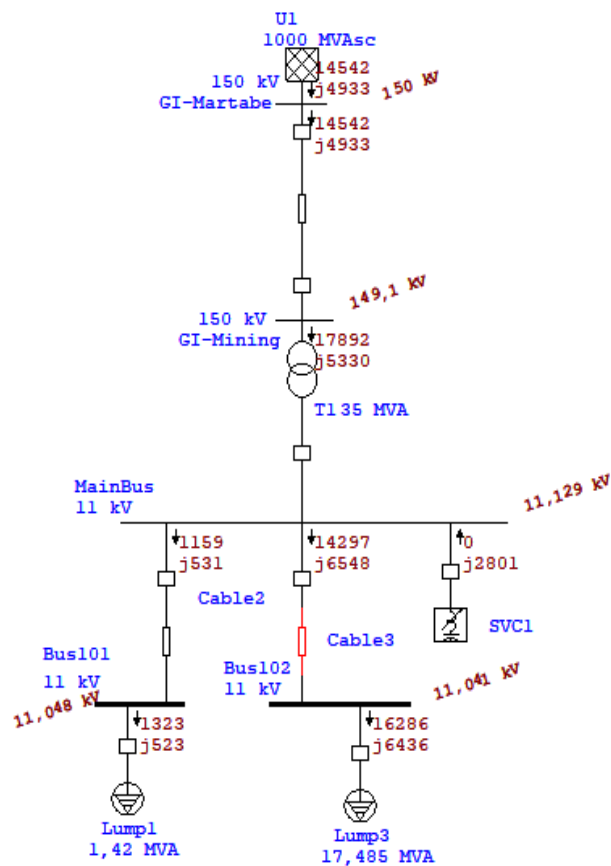 U1
1000 MVAsc
14542
j4933
150 kV
150 kV
GI-Martabe
14542
j4933
149,1 kV
150 kV
GI-Mining
17892
j5330
T135 MVA
MainBus
11 kV
11,129 kV
1159
j531
14297
j6548
0
j2801
Cable2
Cable3
SVC1
Bus101
11 kV
11,048 kV
Bus102
11 kV
11,041 kV
1323
j523
16286
j6436
Lump1
1,42 MVA
Lump3
17,485 MVA